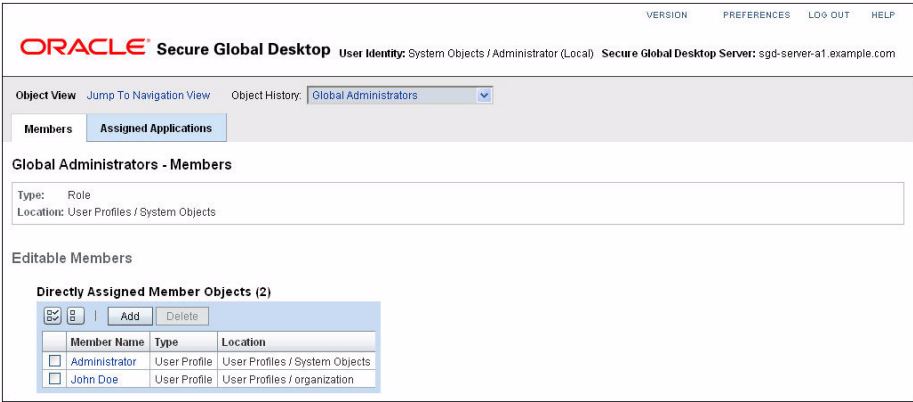 VERSION PREFERENCES LOG OUT HELP
ORACLE Secure Global Desktop User Identity: System Objects / Administrator (Local) Secure Global Desktop Server: sgd-server-a1.example.com
Object View Jump To Navigation View Object History: Global Administrators
Members Assigned Applications
Global Administrators - Members
Type: Role
Location: User Profiles / System Objects
Editable Members
Directly Assigned Member Objects (2)
Add Delete
Member Name Type Location
Administrator User Profile User Profiles / System Objects
John Doe User Profile User Profiles / organization